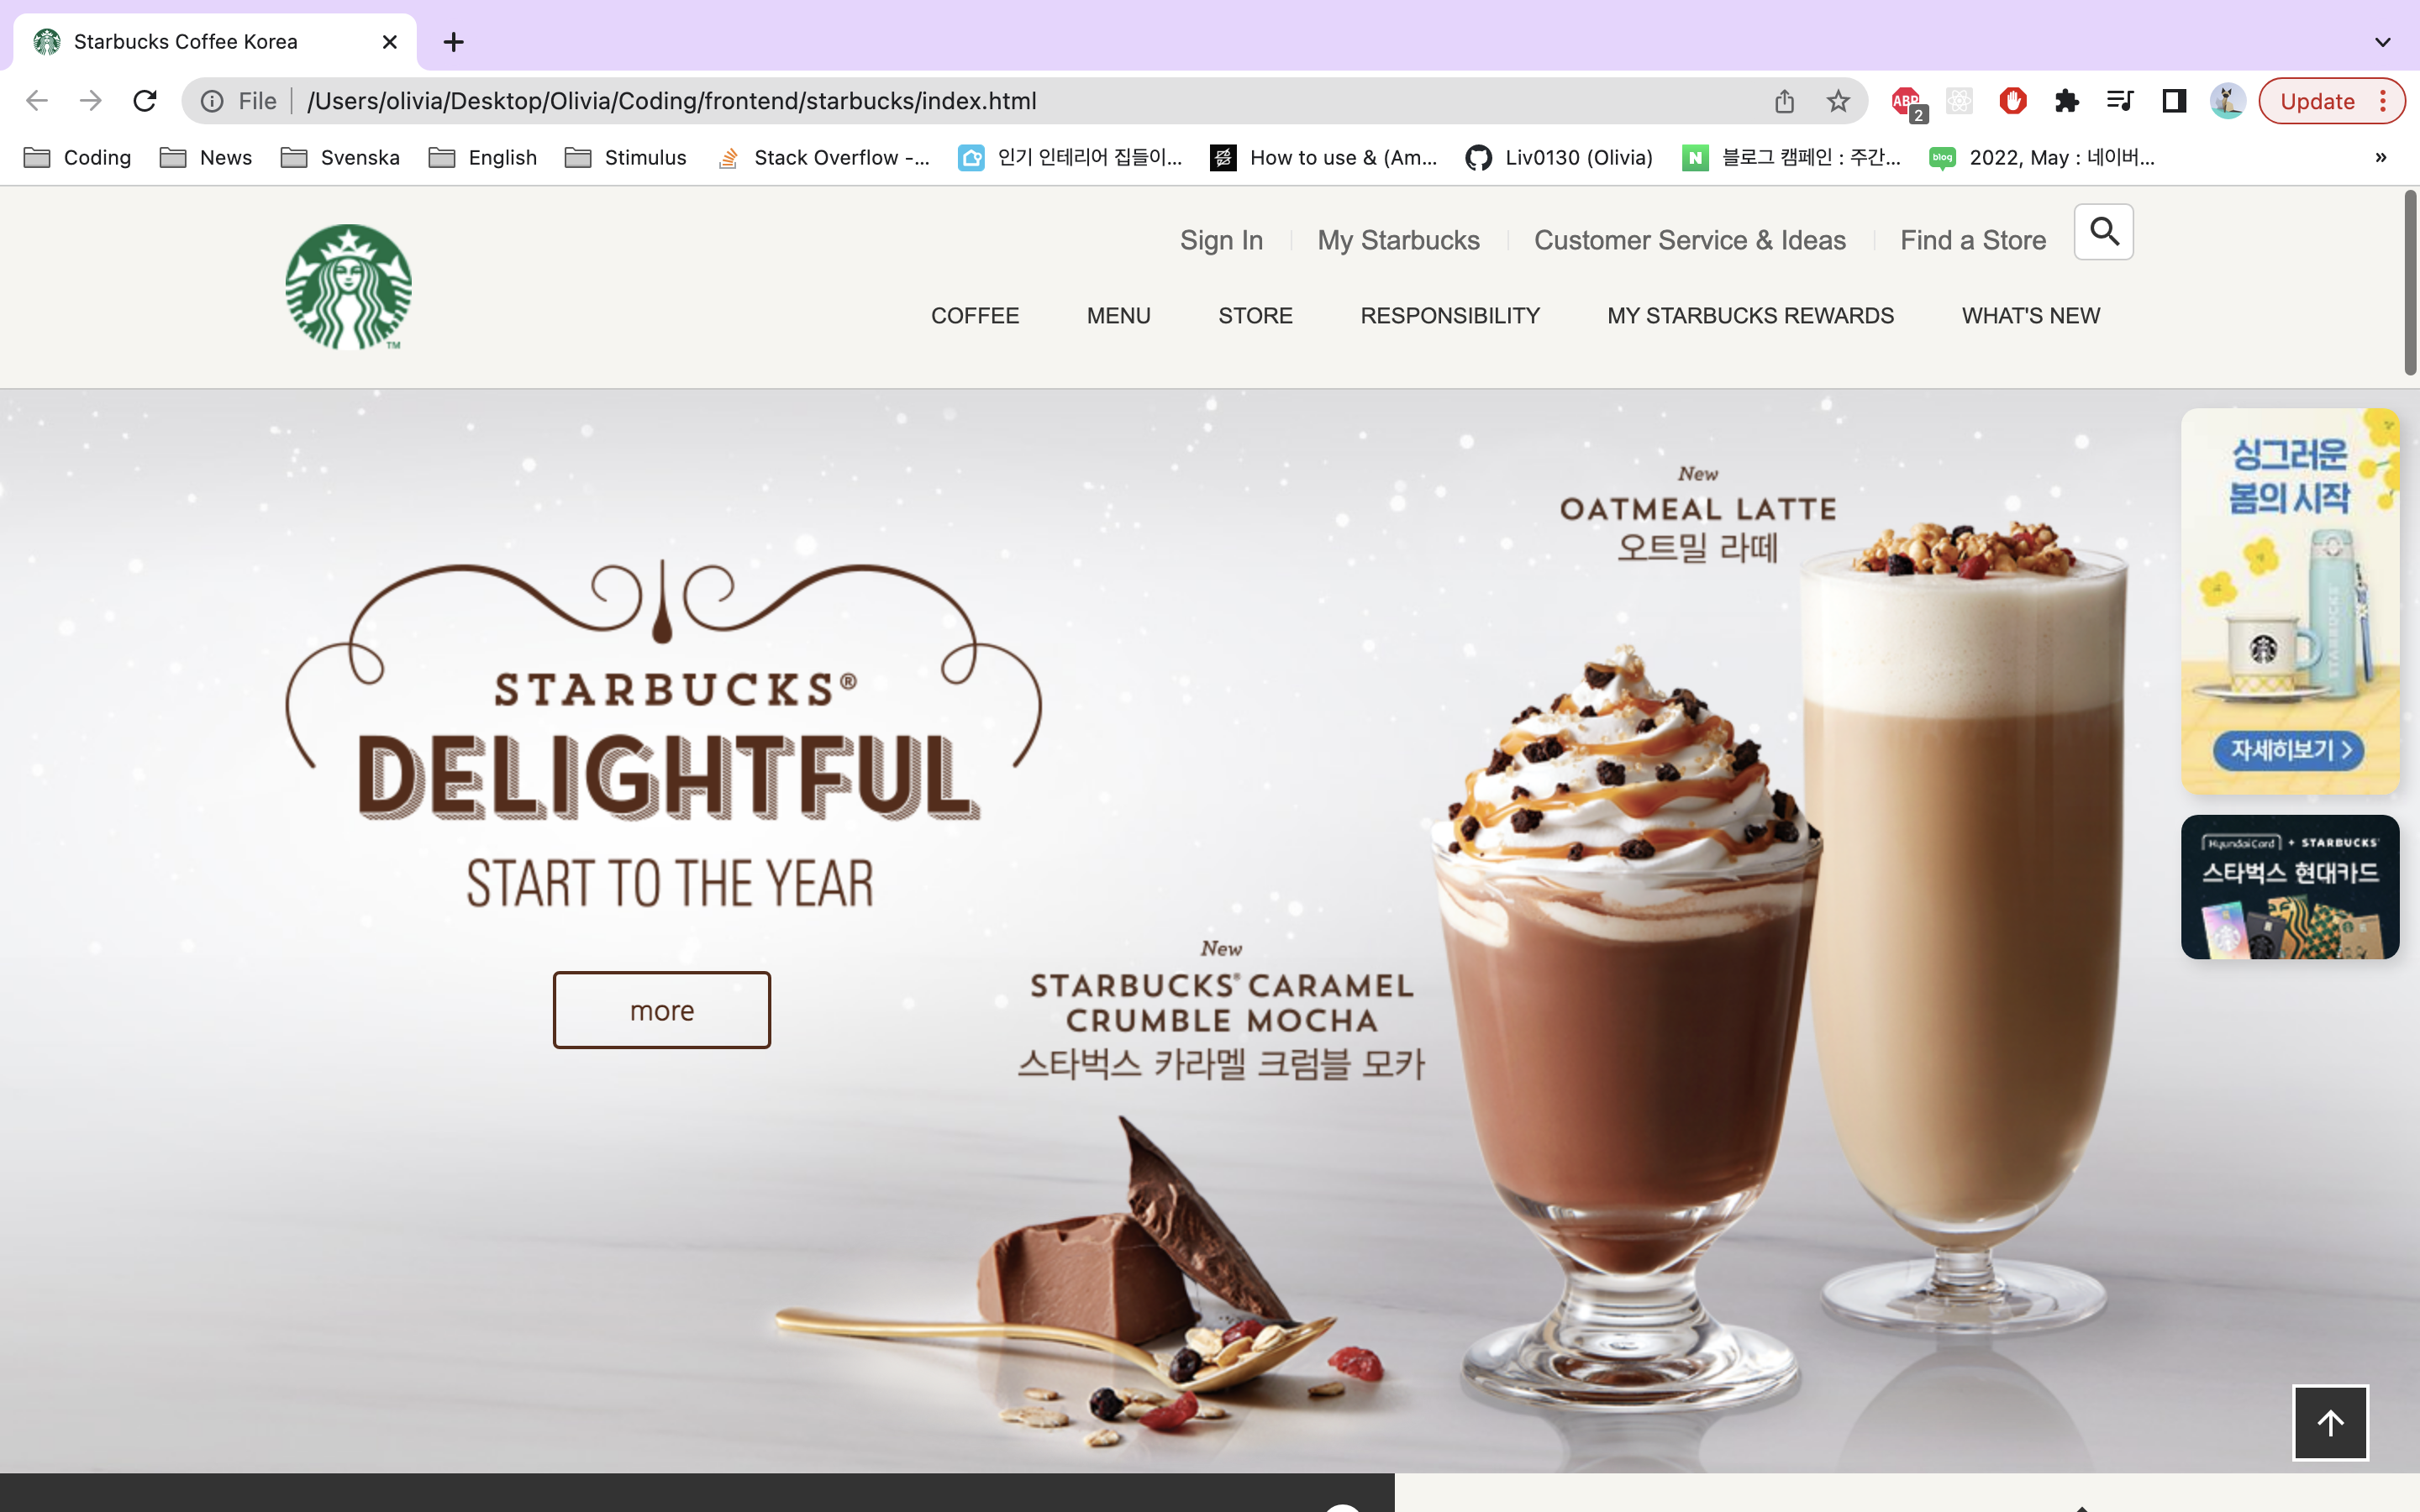 Starbucks Coffee Korea
File /Users/olivia/Desktop/Olivia/Coding/frontend/starbucks/index.html
ABP
2
Update
Coding
News
Svenska
English
Stimulus
Stack Overflow -...
인기 인테리어 집들이...
How to use & (Am...
Liv0130 (Olivia)
N
블로그 캠페인 : 주간...
blog
2022, May : 네이버...
»
Sign In
My Starbucks
Customer Service & Ideas
Find a Store
TM
COFFEE
MENU
STORE
RESPONSIBILITY
MY STARBUCKS REWARDS
WHAT'S NEW
STARBUCKS®
DELIGHTFUL
START TO THE YEAR
more
New
OATMEAL LATTE
오트밀 라떼
New
STARBUCKS® CARAMEL
CRUMBLE MOCHA
스타벅스 카라멜 크럼블 모카
싱그러운
봄의 시작
STARBUCKS
자세히보기 >
HyundaiCard + STARBUCKS
스타벅스 현대카드